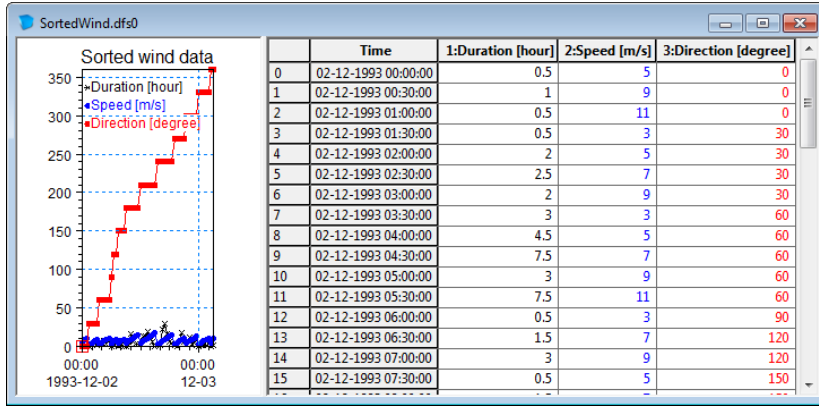 SortedWind.dfs0
Sorted wind data
350
Duration [hour]
Speed [m/s]
300
Direction [degree]
250
200
150
100
50
0
00:00 00:00
1993-12-02 12-03
Time 1:Duration [hour] 2:Speed [m/s] 3:Direction [degree]
0 02-12-1993 00:00:00 0.5 5 0
1 02-12-1993 00:30:00 1 9 0
2 02-12-1993 01:00:00 0.5 11 0
3 02-12-1993 01:30:00 0.5 3 30
4 02-12-1993 02:00:00 2 5 30
5 02-12-1993 02:30:00 2.5 7 30
6 02-12-1993 03:00:00 2 9 30
7 02-12-1993 03:30:00 3 3 60
8 02-12-1993 04:00:00 4.5 5 60
9 02-12-1993 04:30:00 7.5 7 60
10 02-12-1993 05:00:00 3 9 60
11 02-12-1993 05:30:00 7.5 11 60
12 02-12-1993 06:00:00 0.5 3 90
13 02-12-1993 06:30:00 1.5 7 120
14 02-12-1993 07:00:00 3 9 120
15 02-12-1993 07:30:00 0.5 5 150